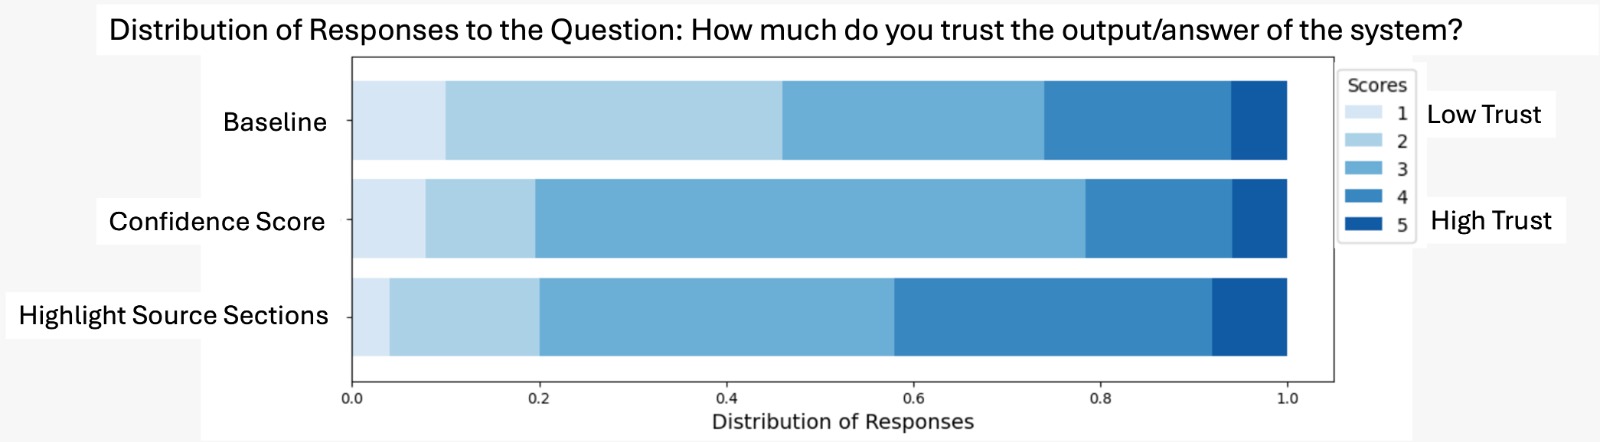 Distribution of Responses to the Question: How much do you trust the output/answer of the system?
Baseline
Confidence Score
Highlight Source Sections
Scores
1 Low Trust
2
3
4
5 High Trust
0.0 0.2 0.4 0.6 0.8 1.0
Distribution of Responses